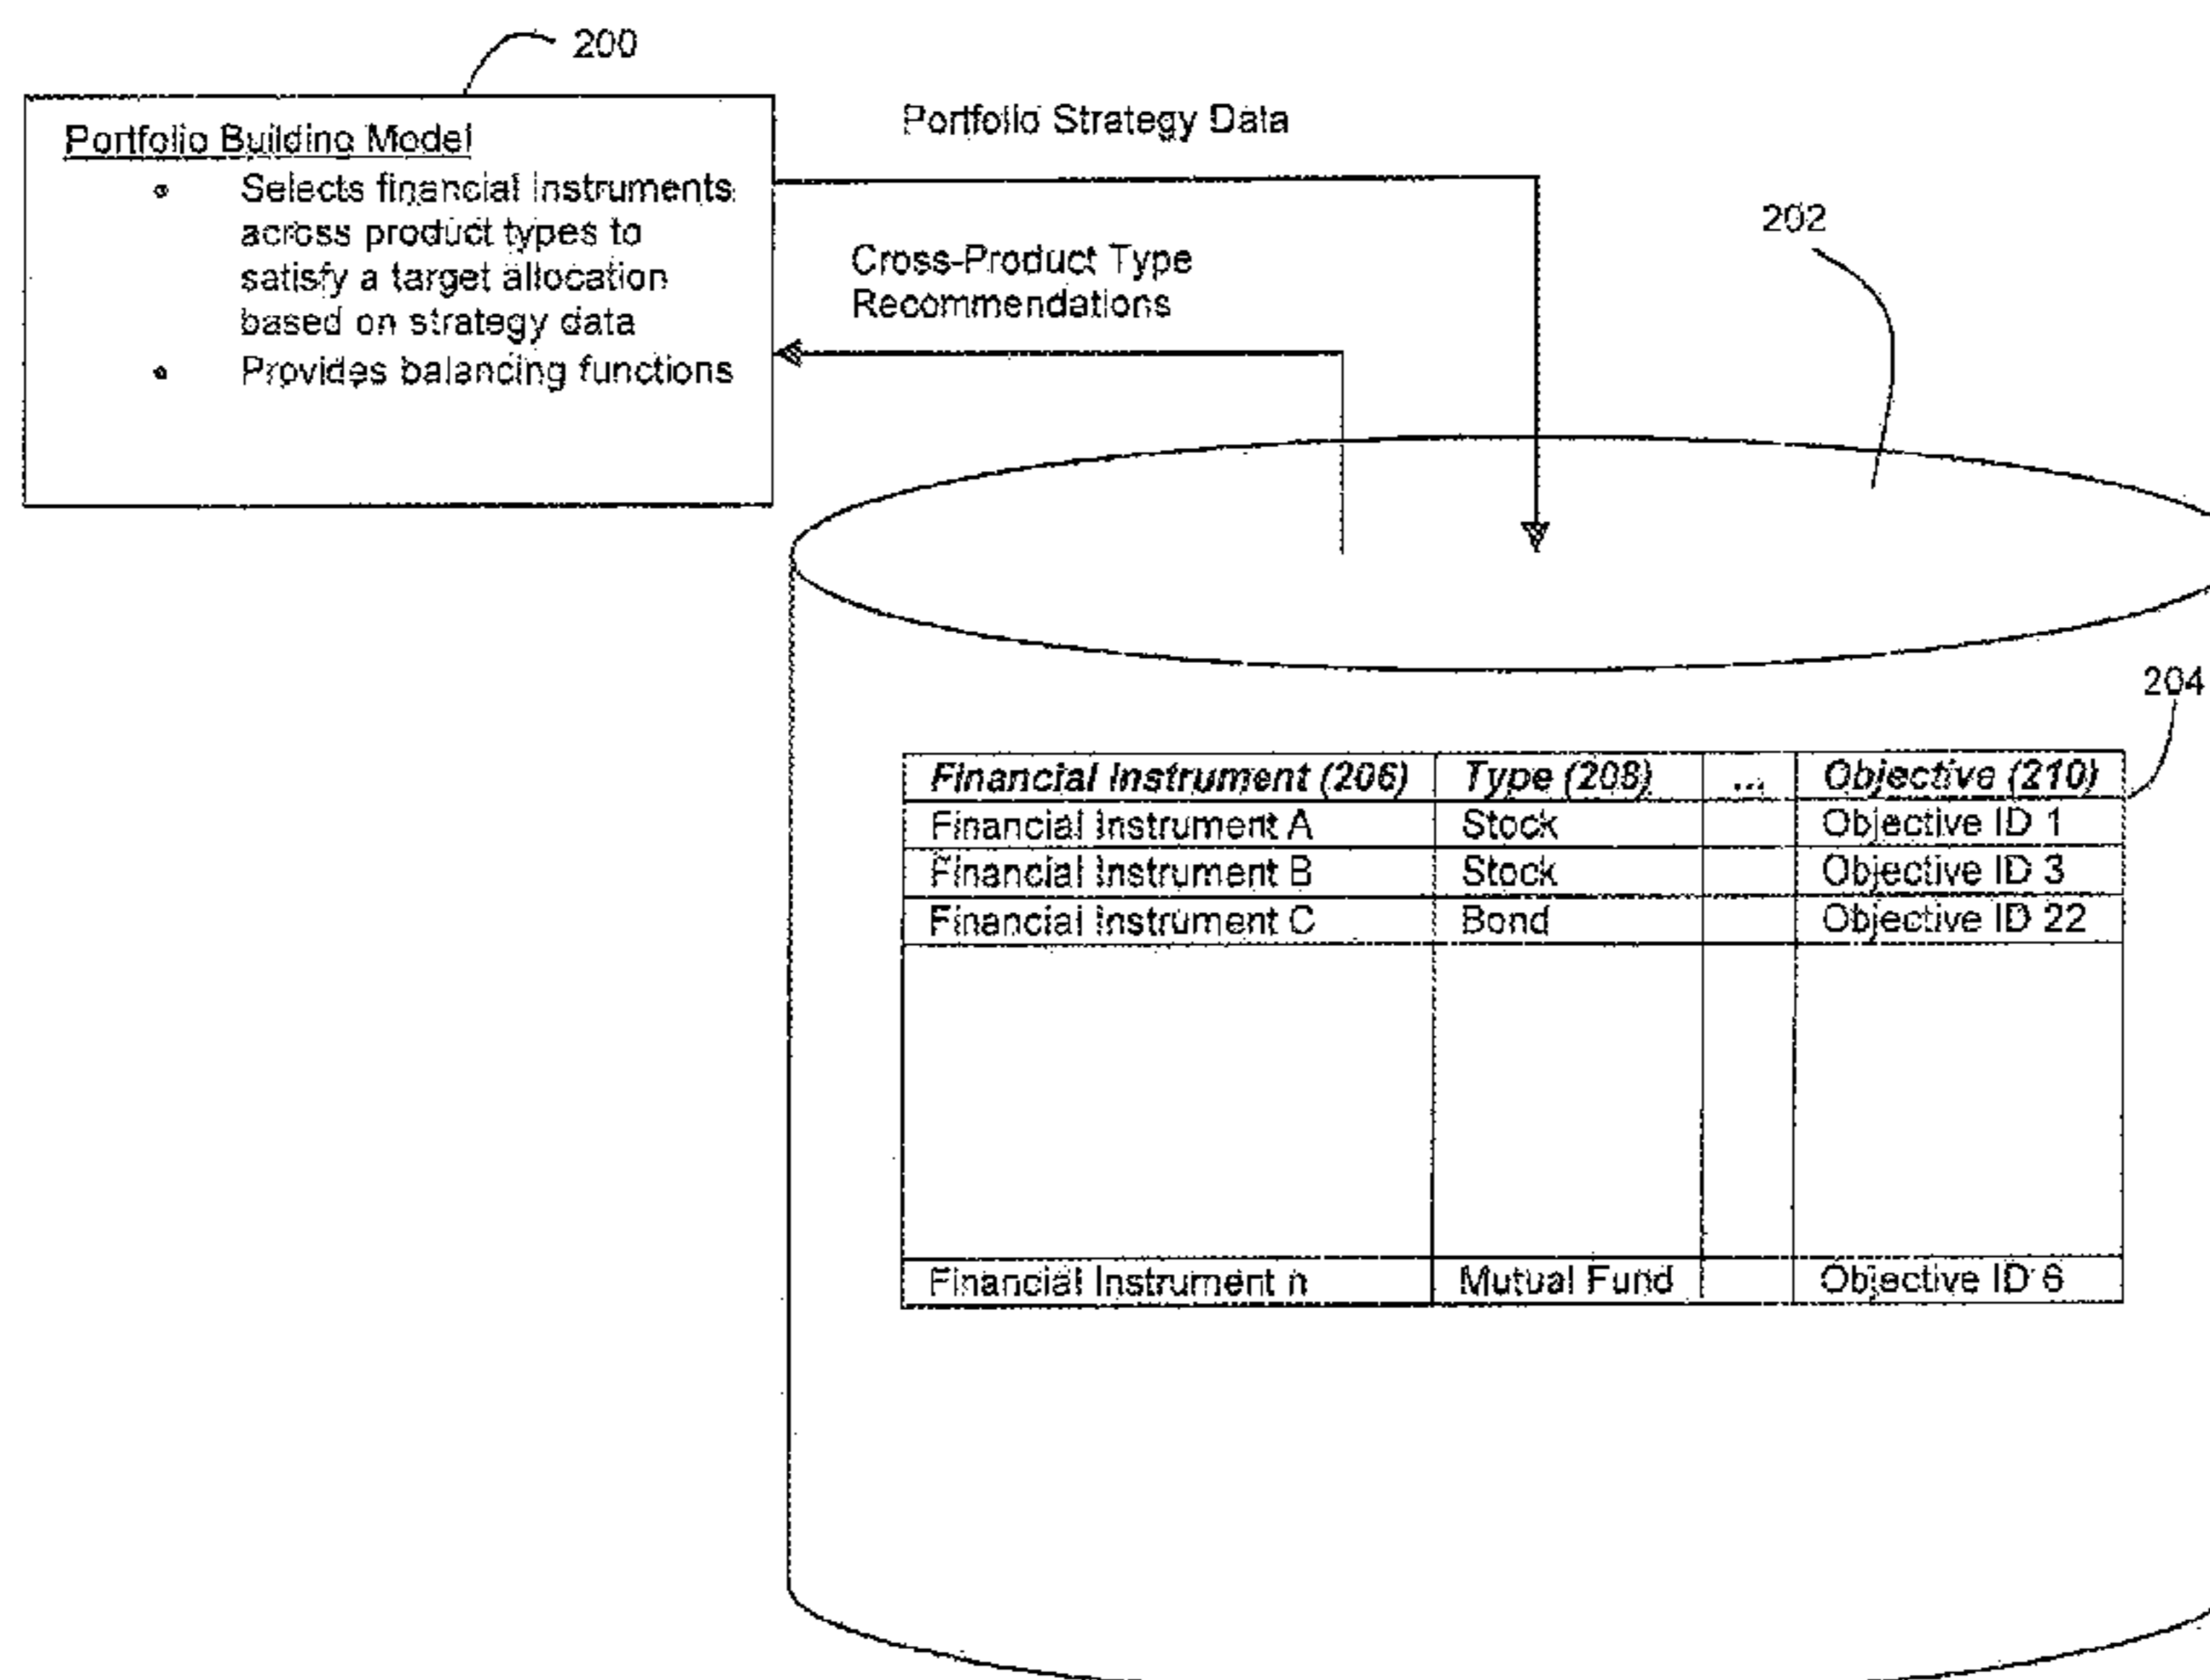 200
Portfolio Building Model
• Selects financial instruments
across product types to
satisfy a target allocation
based on strategy data
• Provides balancing functions
Portfolio Strategy Data
Cross-Product Type
Recommendations
202
204
Financial Instrument (206) Type (208) ... Objective (210)
Financial Instrument A Stock Objective ID 1
Financial Instrument B Stock Objective ID 3
Financial Instrument C Bond Objective ID 22
Financial Instrument n Mutual Fund Objective ID 6